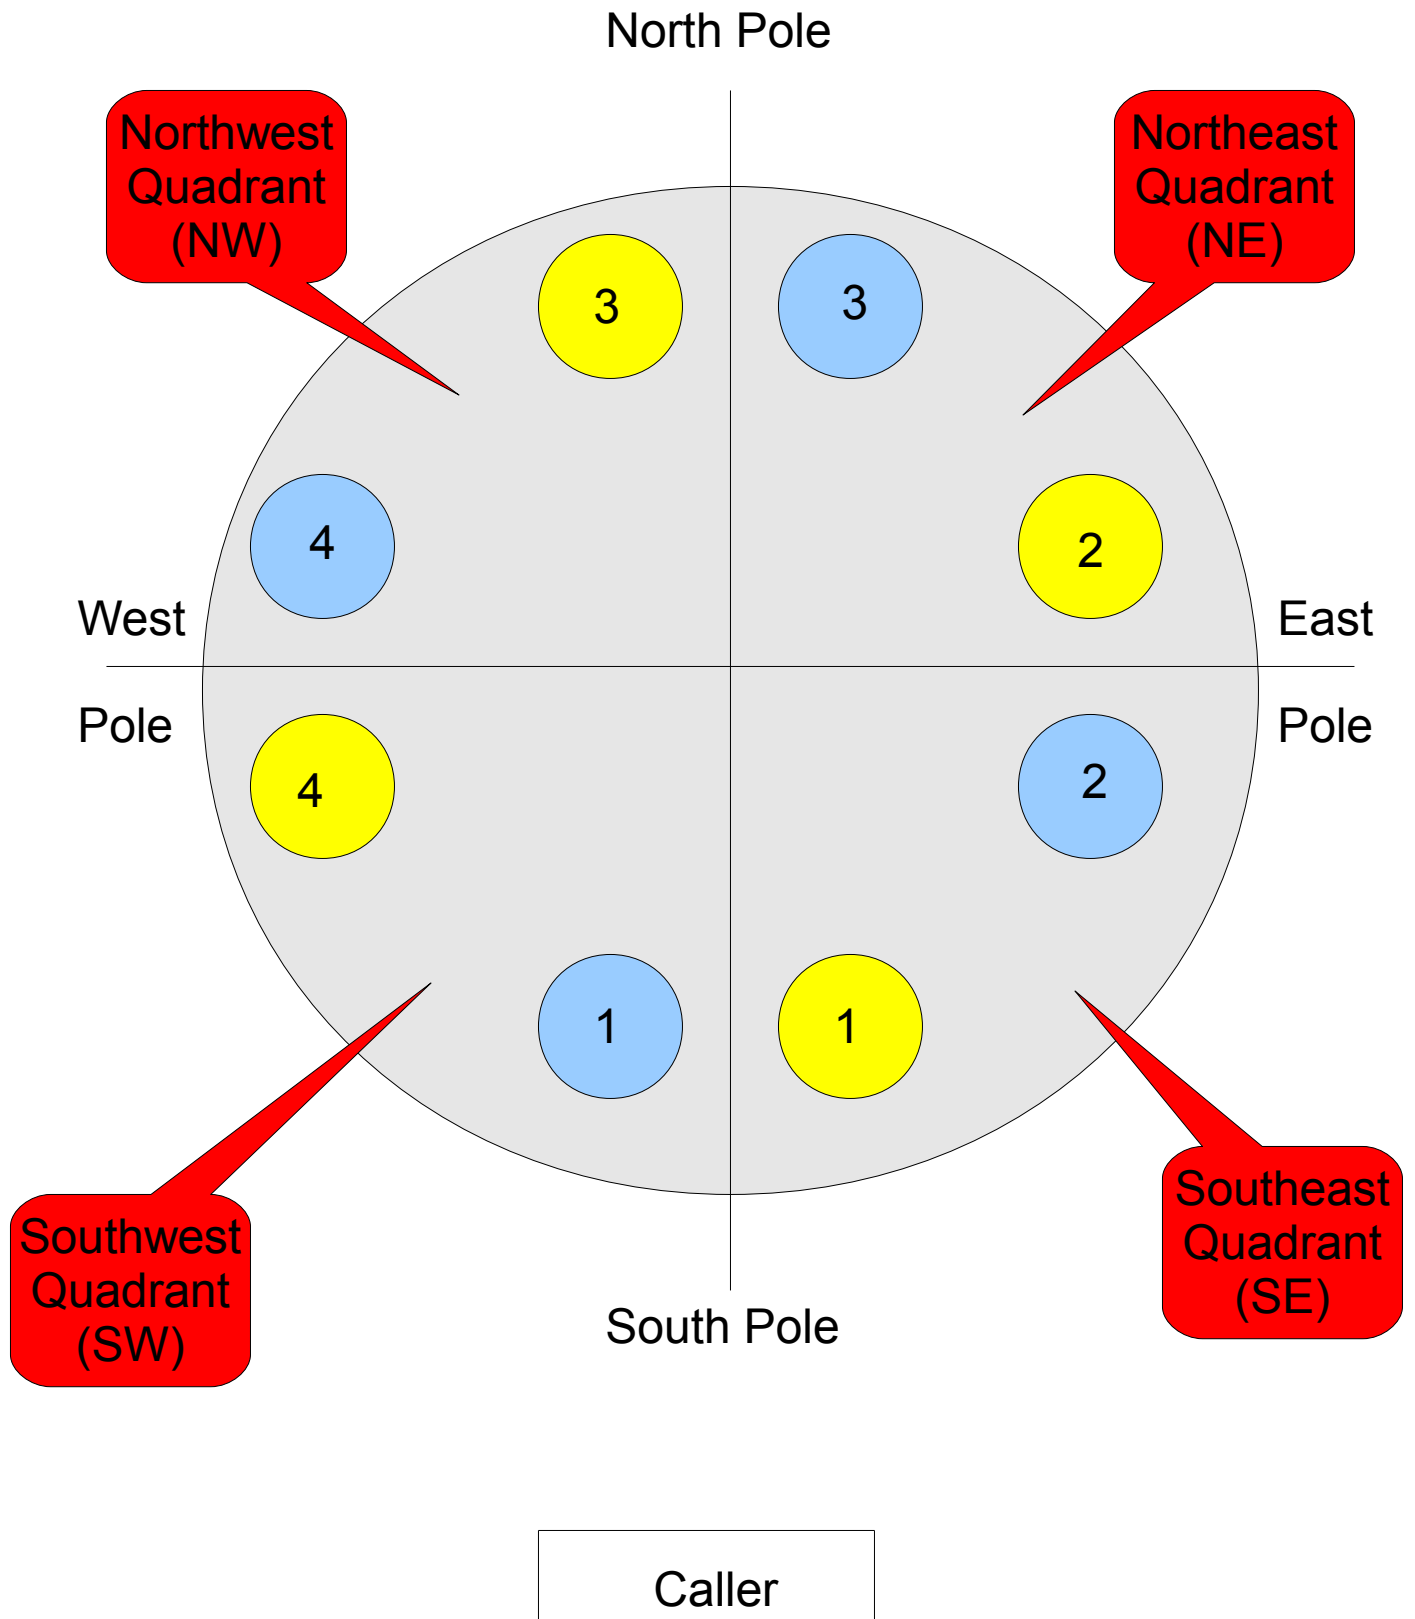 North Pole
Northwest
Quadrant
(NW)
Northeast
Quadrant
(NE)
3
3
4
2
West
Pole
East
Pole
4
2
1
1
Southwest
Quadrant
(SW)
Southeast
Quadrant
(SE)
South Pole
Caller